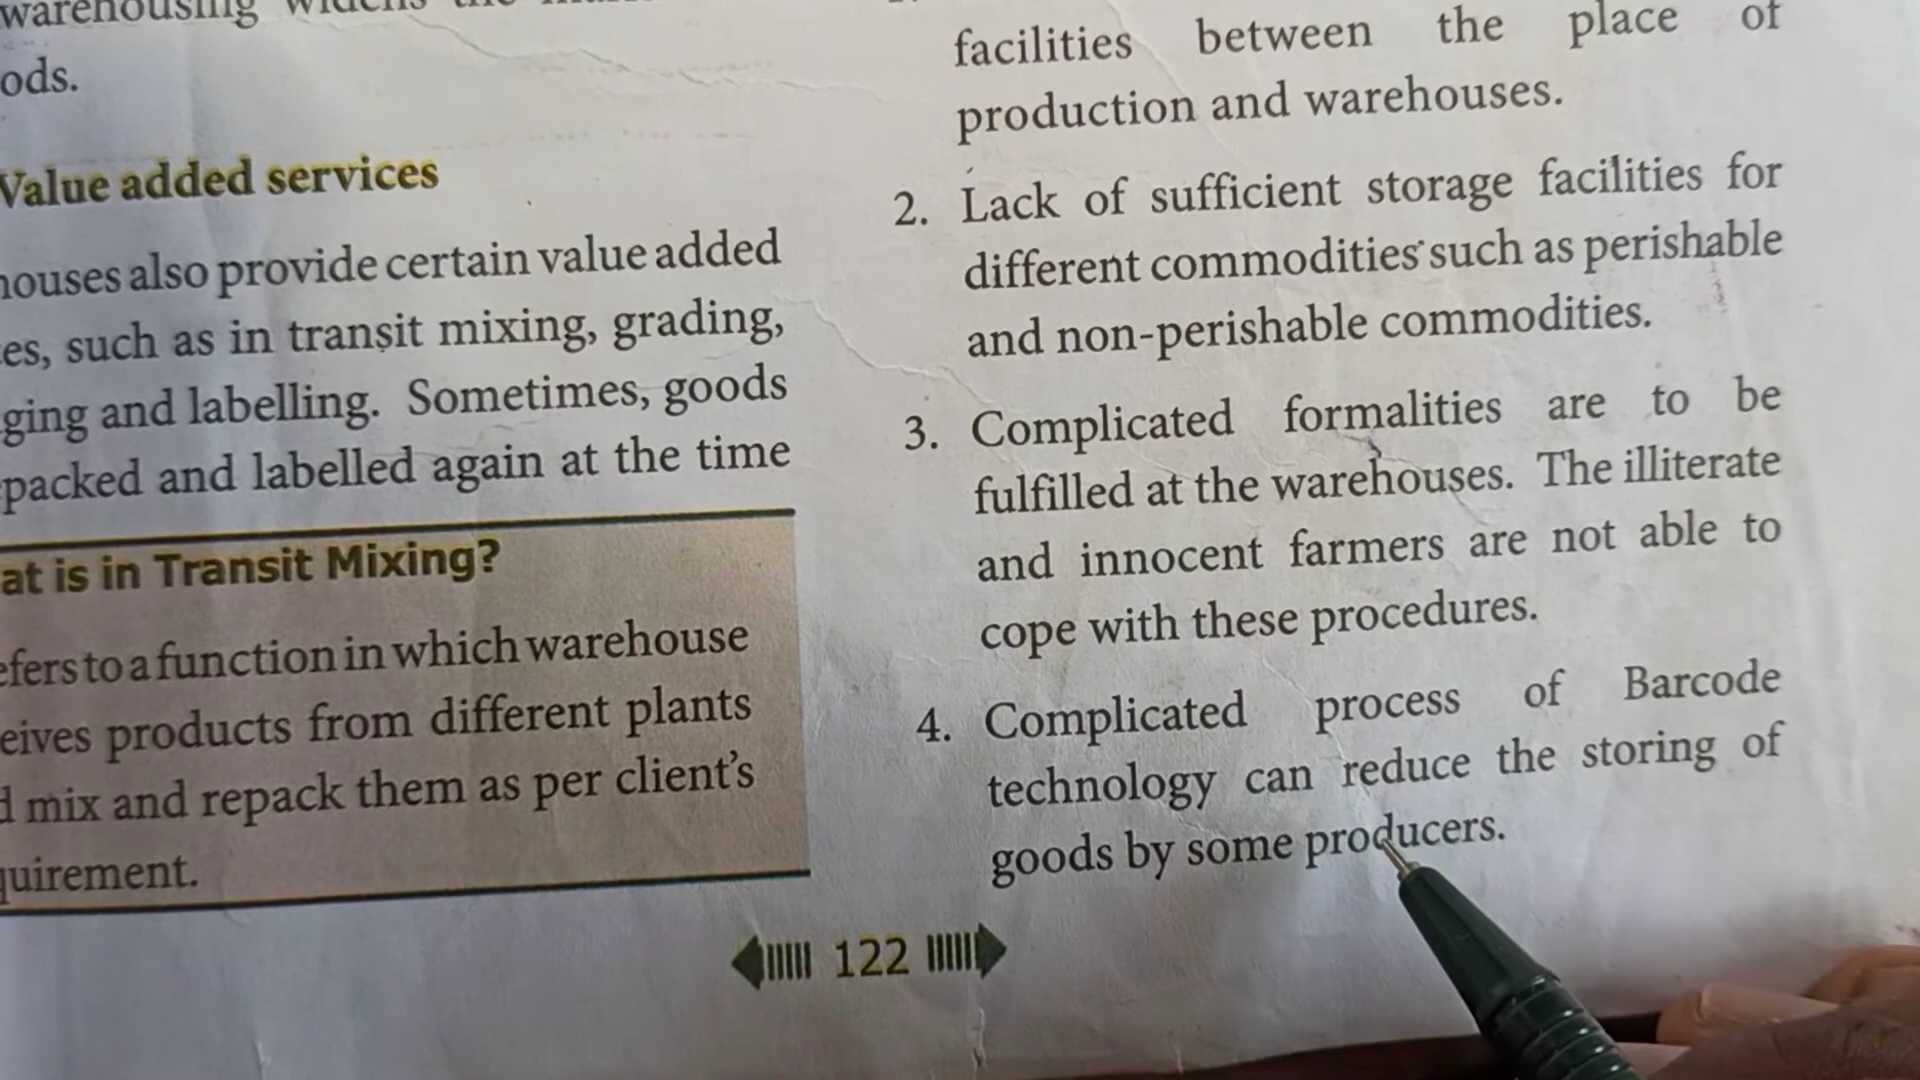 warehousing widens the
ods.
Value added services
houses also provide certain value added
es, such as in transit mixing, grading,
ging and labelling. Sometimes, goods
packed and labelled again at the time
at is in Transit Mixing?
efers to a function in which warehouse
eives products from different plants
d mix and repack them as per client's
quirement.
facilities between the place of
production and warehouses.
2. Lack of sufficient storage facilities for
different commodities such as perishable
and non-perishable commodities.
3. Complicated formalities are to be
fulfilled at the warehouses. The illiterate
and innocent farmers are not able to
cope with these procedures.
4. Complicated process of Barcode
technology can reduce the storing of
goods by some producers.
122